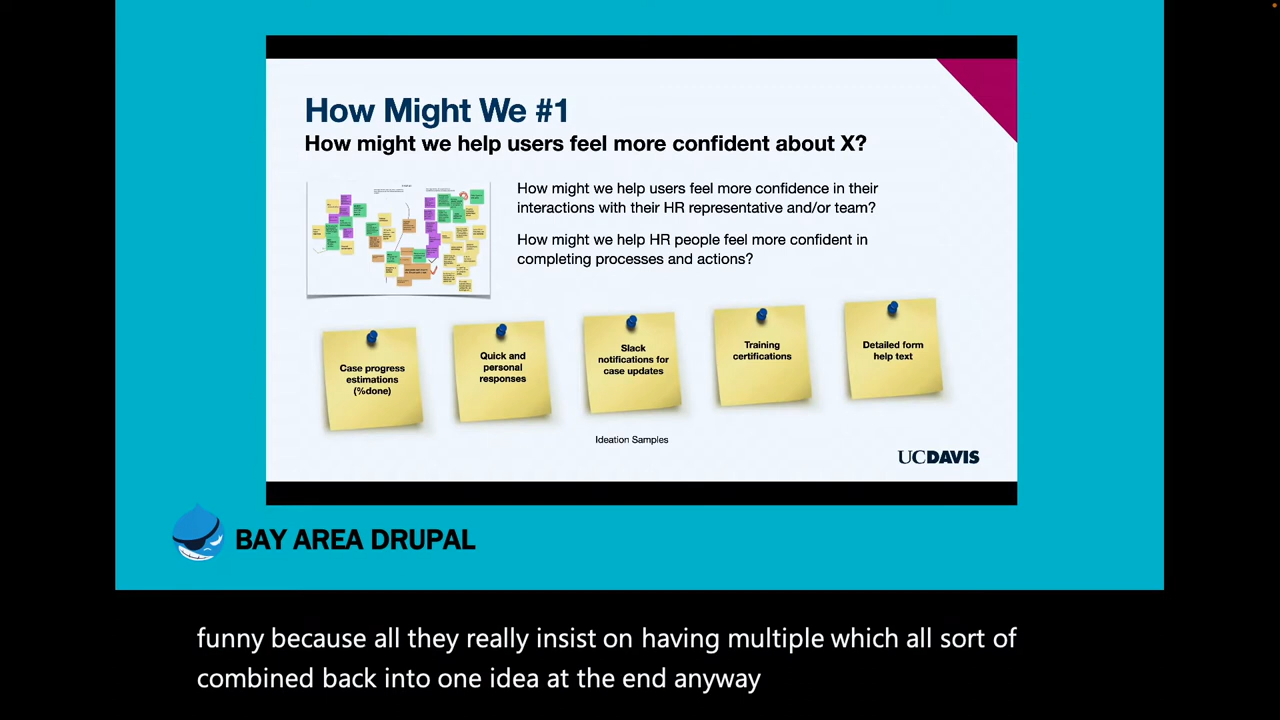 How Might We #1
How might we help users feel more confident about X?
How might we help users feel more confidence in their
interactions with their HR representative and/or team?
How might we help HR people feel more confident in
completing processes and actions?
Case progress
estimations
(%done)
Quick and
personal
responses
Slack
notifications for
case updates
Training
certifications
Detailed form
help text
Ideation Samples
UCDAVIS
BAY AREA DRUPAL
funny because all they really insist on having multiple which all sort of
combined back into one idea at the end anyway